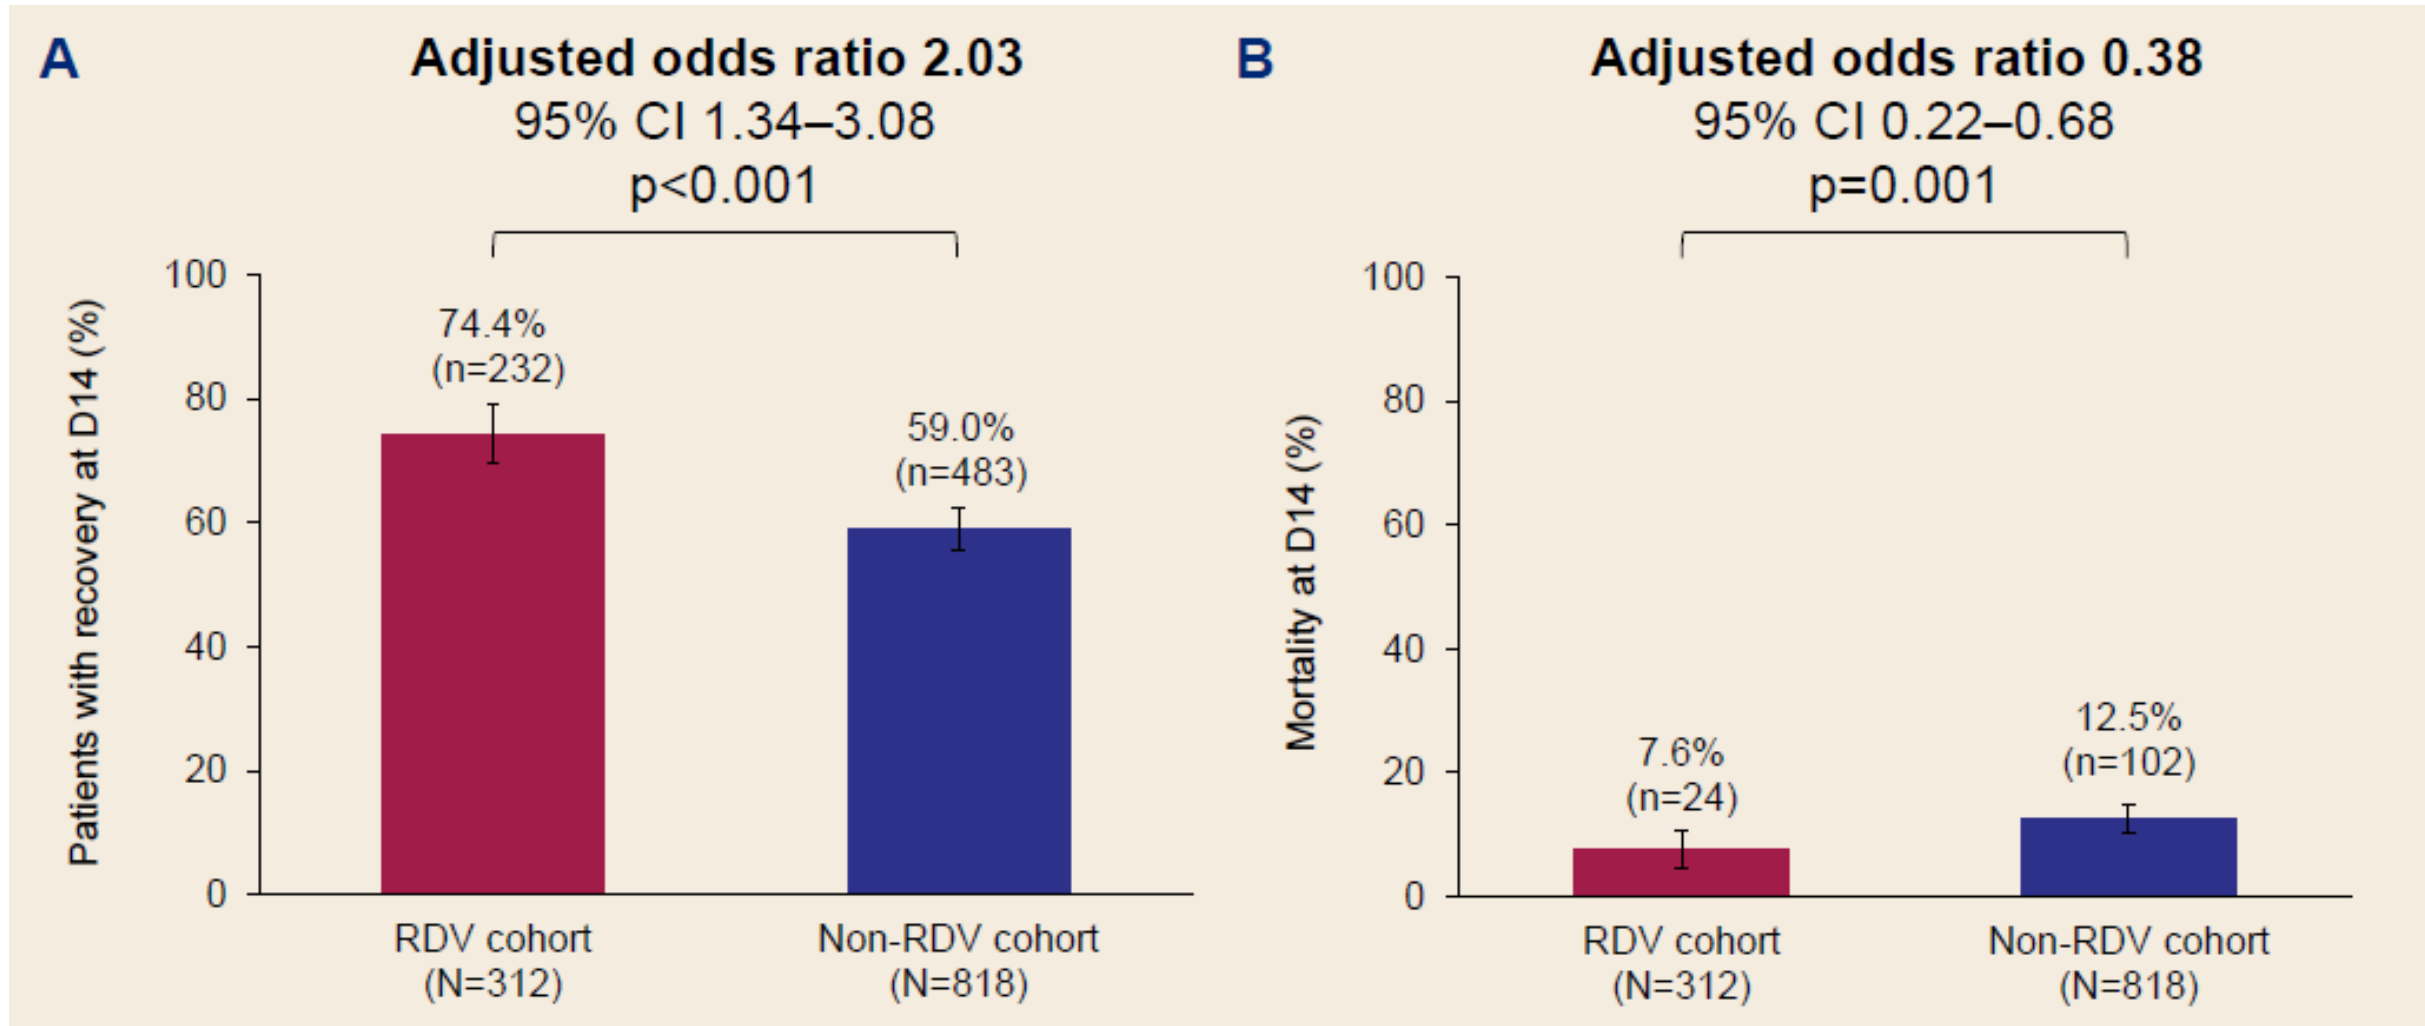 A
Adjusted odds ratio 2.03
95% CI 1.34–3.08
p<0.001
Patients with recovery at D14 (%)
100
80
60
40
20
0
74.4%
(n=232)
59.0%
(n=483)
RDV cohort
(N=312)
Non-RDV cohort
(N=818)
B
Adjusted odds ratio 0.38
95% CI 0.22–0.68
p=0.001
Mortality at D14 (%)
100
80
60
40
20
0
7.6%
(n=24)
12.5%
(n=102)
RDV cohort
(N=312)
Non-RDV cohort
(N=818)